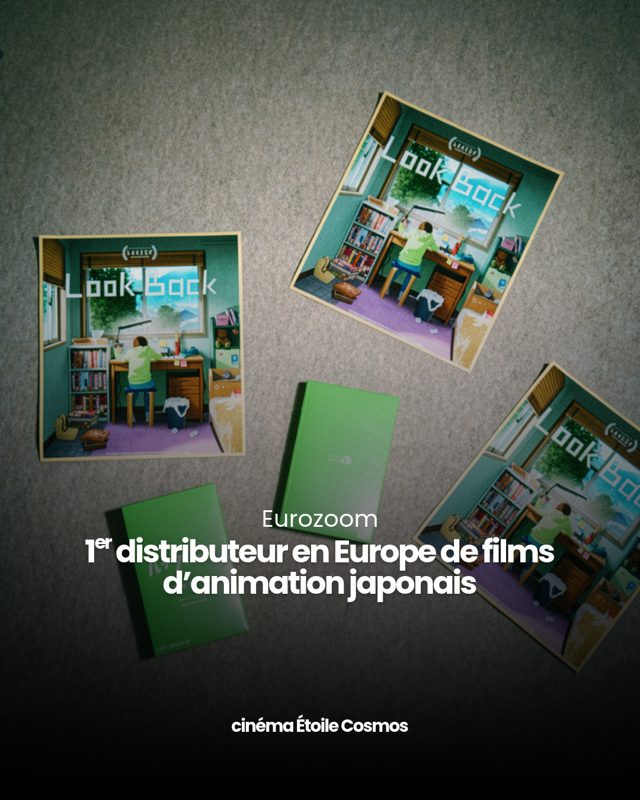 Look Back
Look Back
Look Back
Eurozoom
1er distributeur en Europe de films
d’animation japonais
cinéma Étoile Cosmos